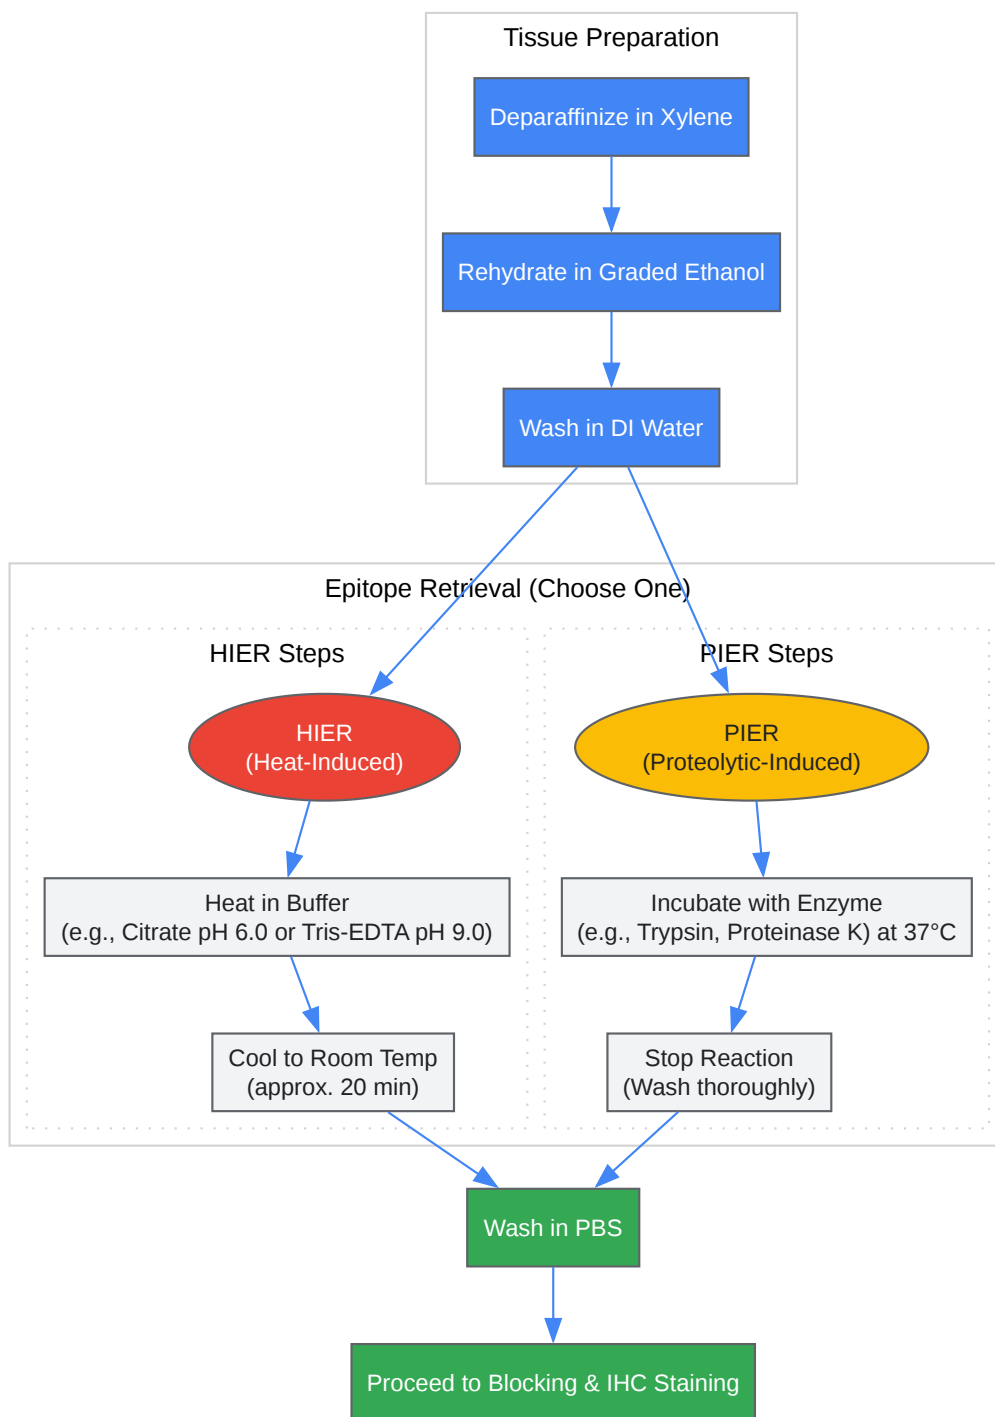 Tissue Preparation
Deparaffinize in Xylene
Rehydrate in Graded Ethanol
Wash in DI Water
Epitope Retrieval (Choose One)
HIER Steps
HIER
(Heat-Induced)
Heat in Buffer
(e.g., Citrate pH 6.0 or Tris-EDTA pH 9.0)
Cool to Room Temp
(approx. 20 min)
PIER Steps
PIER
(Proteolytic-Induced)
Incubate with Enzyme
(e.g., Trypsin, Proteinase K) at 37°C
Stop Reaction
(Wash thoroughly)
Wash in PBS
Proceed to Blocking & IHC Staining